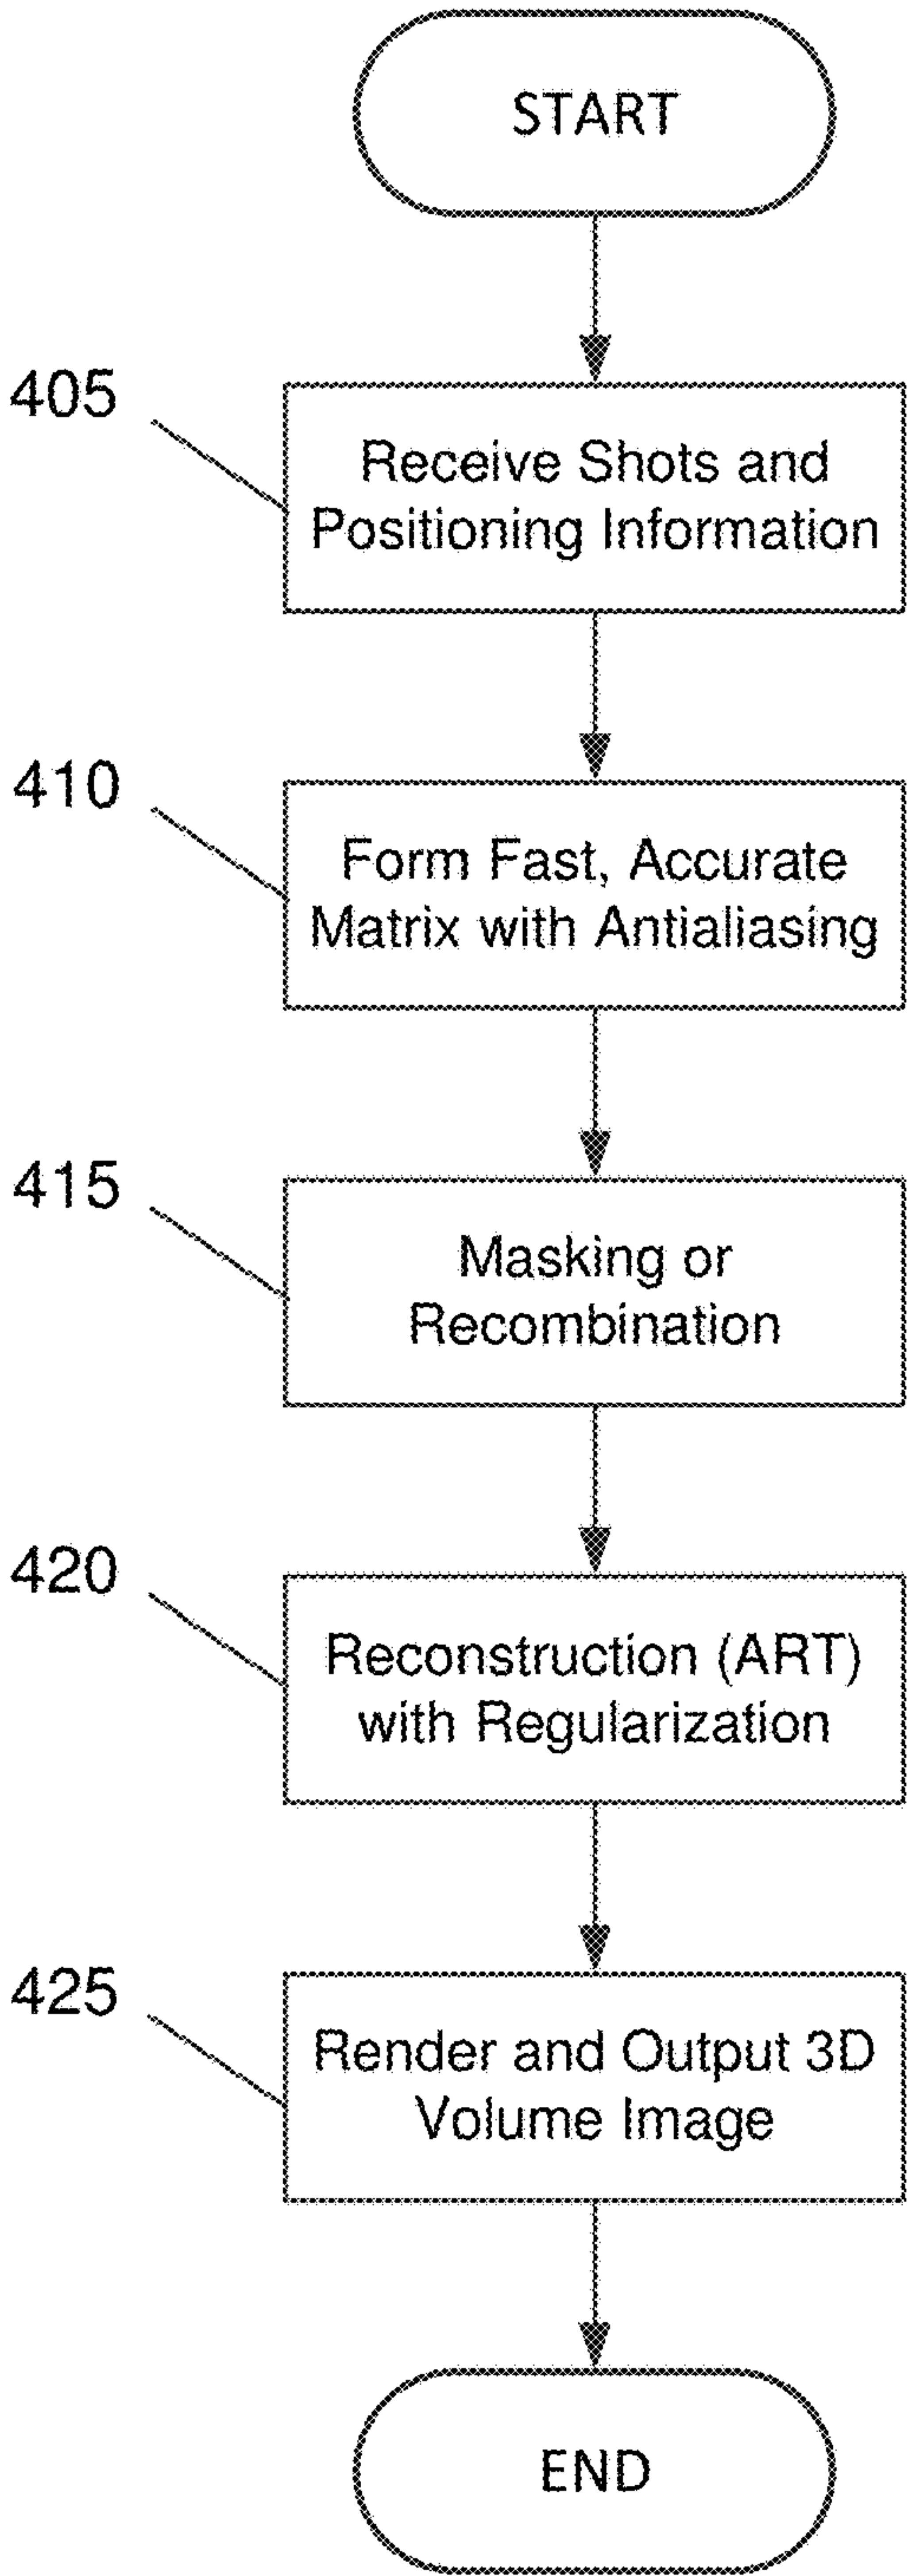 START
405
Receive Shots and
Positioning Information
410
Form Fast, Accurate
Matrix with Antialiasing
415
Masking or
Recombination
420
Reconstruction (ART)
with Regularization
425
Render and Output 3D
Volume Image
END